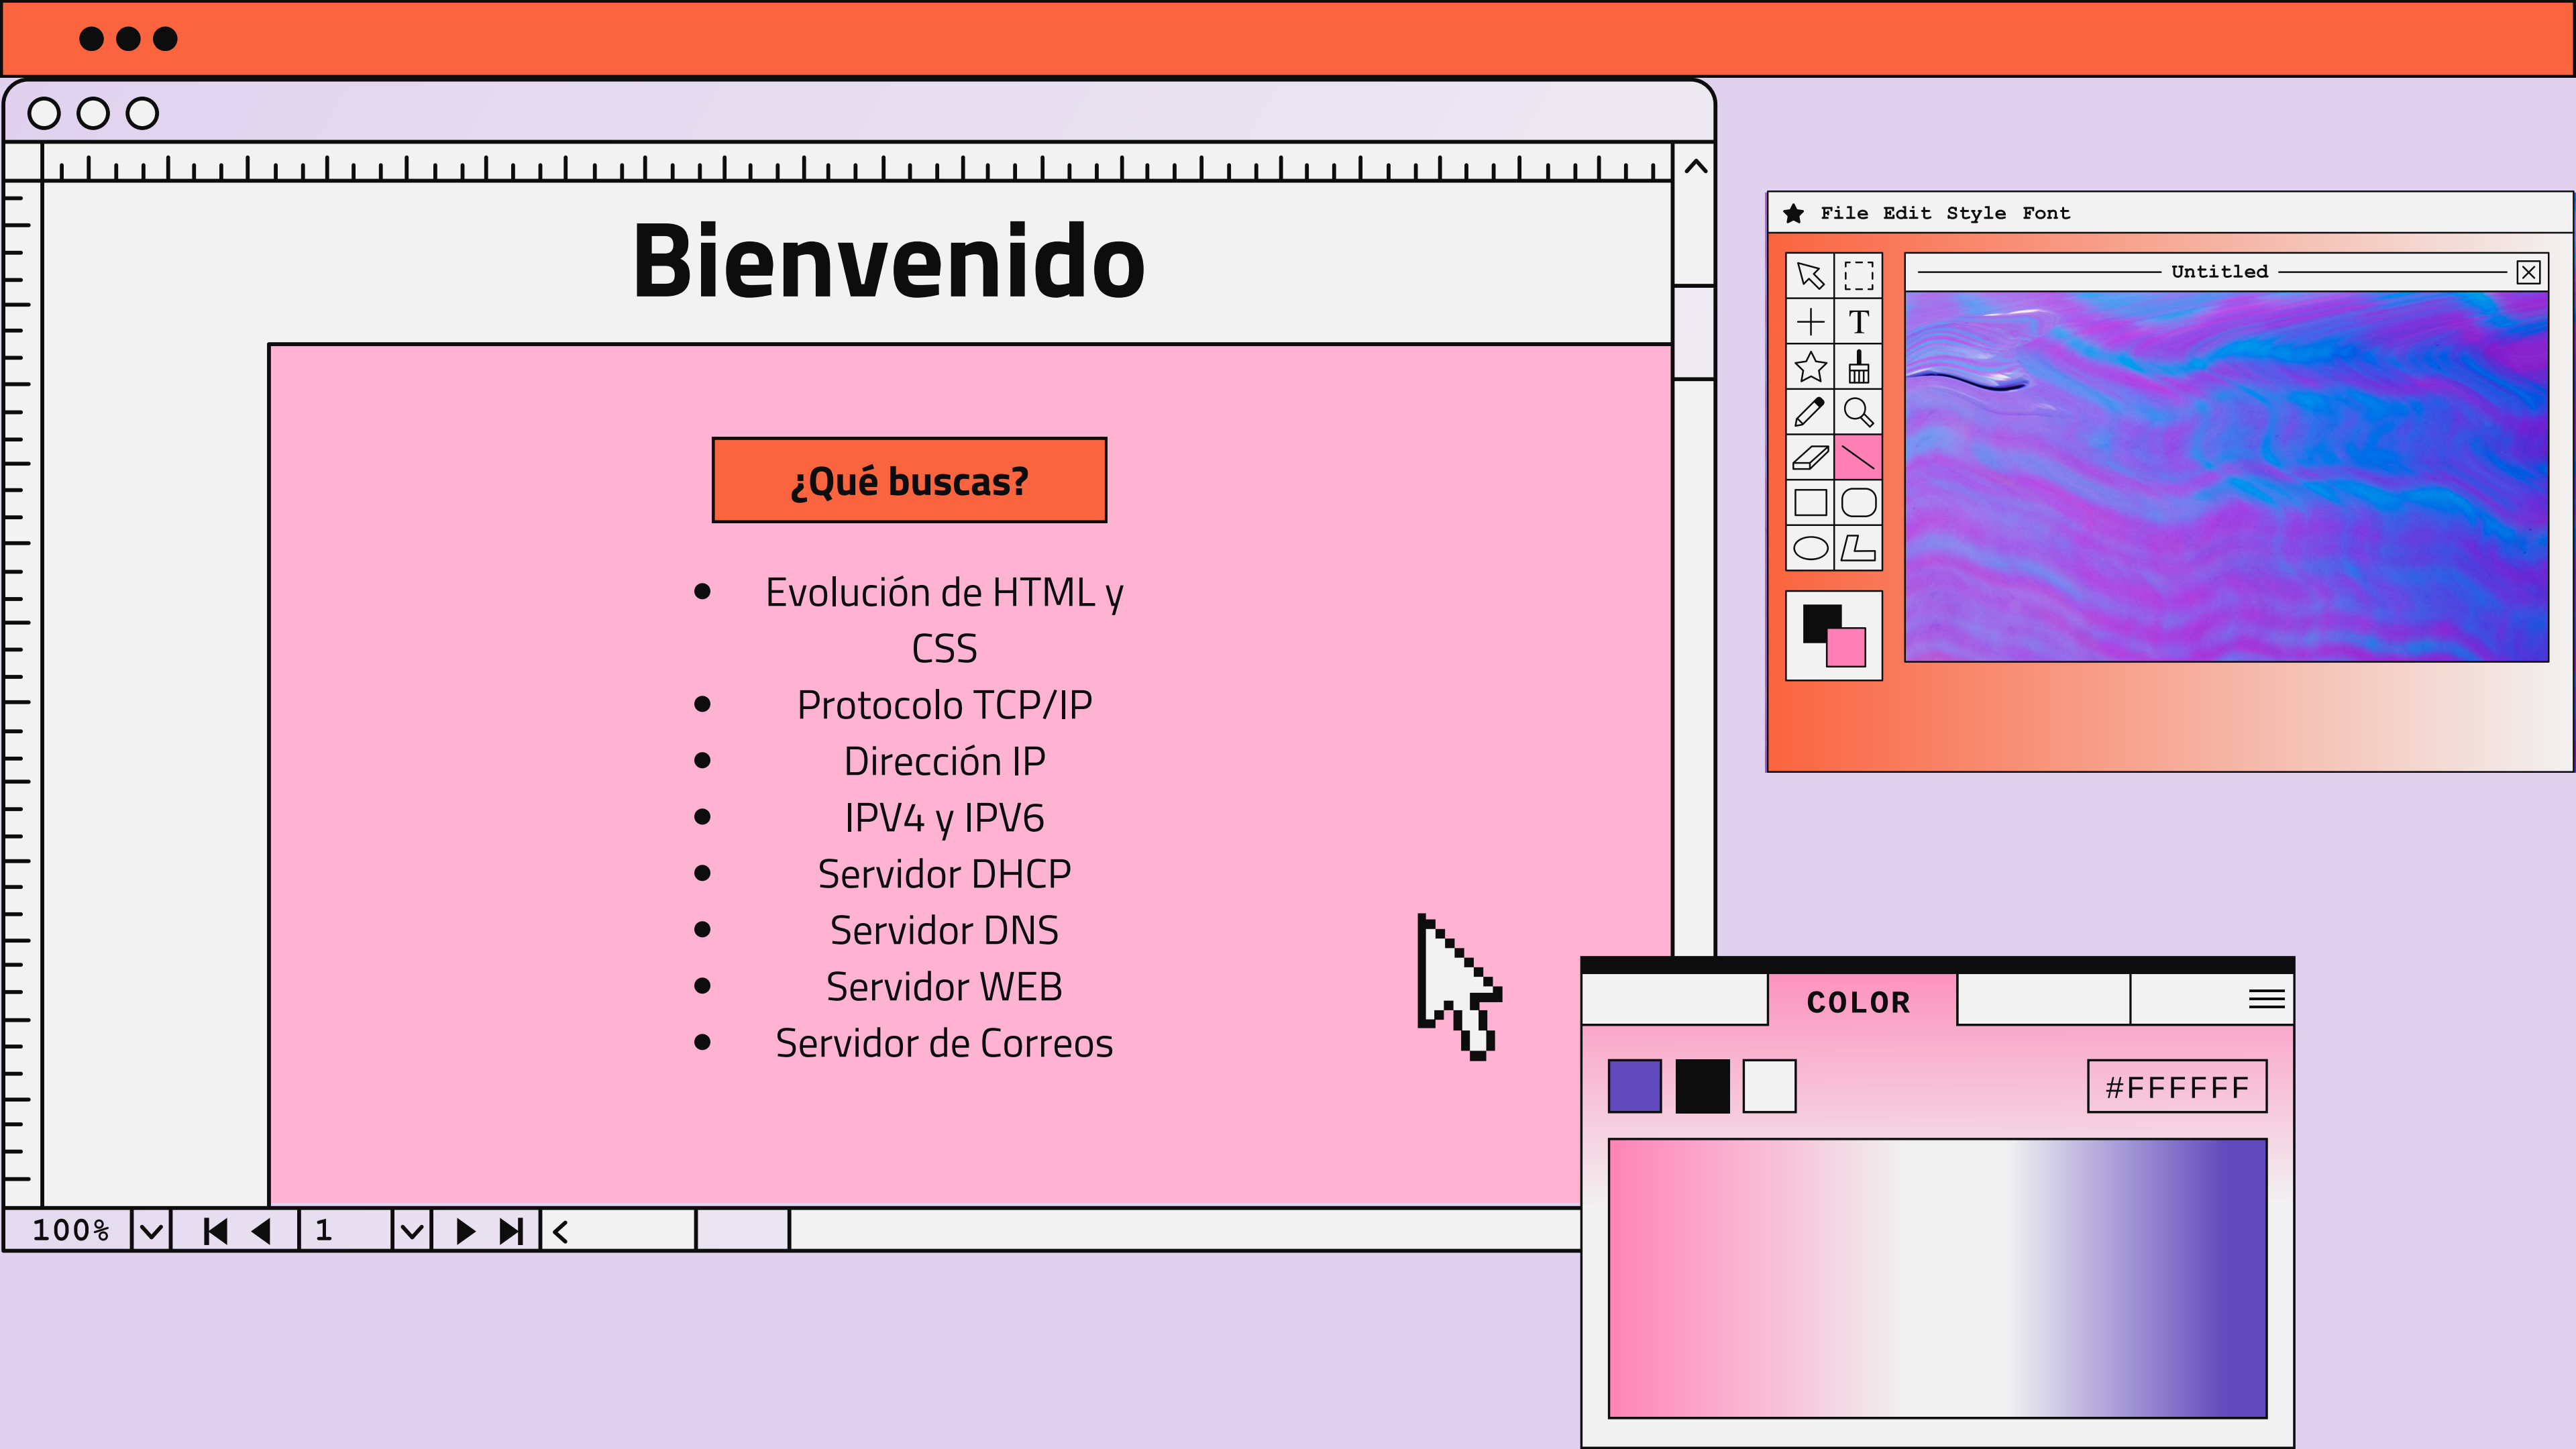 Bienvenido
¿Qué buscas?
Evolución de HTML y
CSS
Protocolo TCP/IP
Dirección IP
IPV4 y IPV6
Servidor DHCP
Servidor DNS
Servidor WEB
Servidor de Correos
100%
1
File Edit Style Font
Untitled
T
COLOR
#FFFFFF